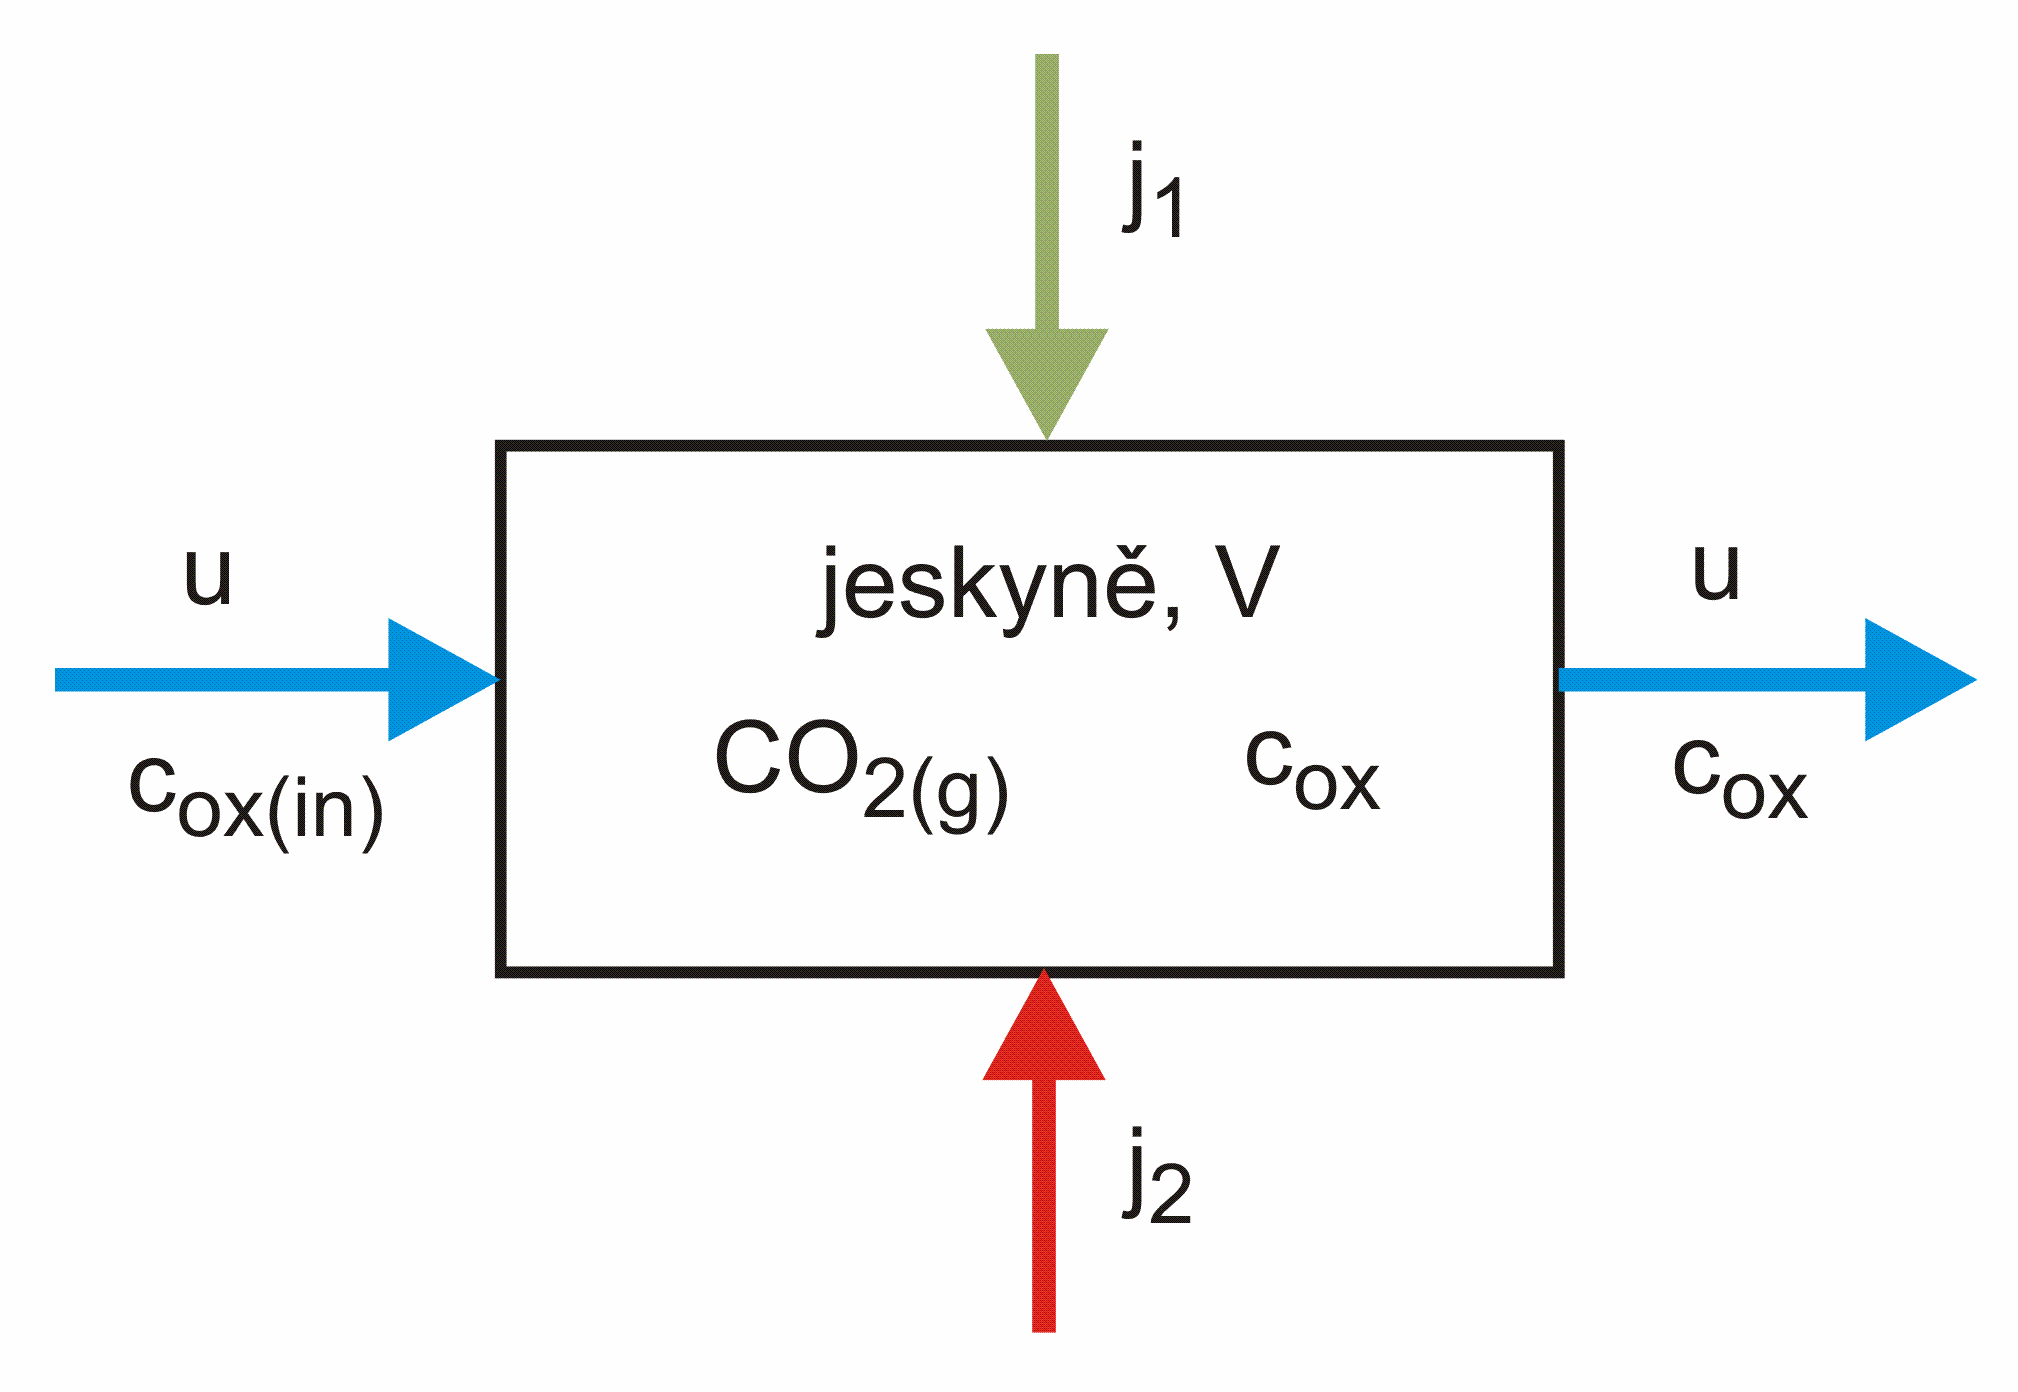 j1
jeskyně, V
u
u
CO2(g)
cox
cox(in)
cox
j2